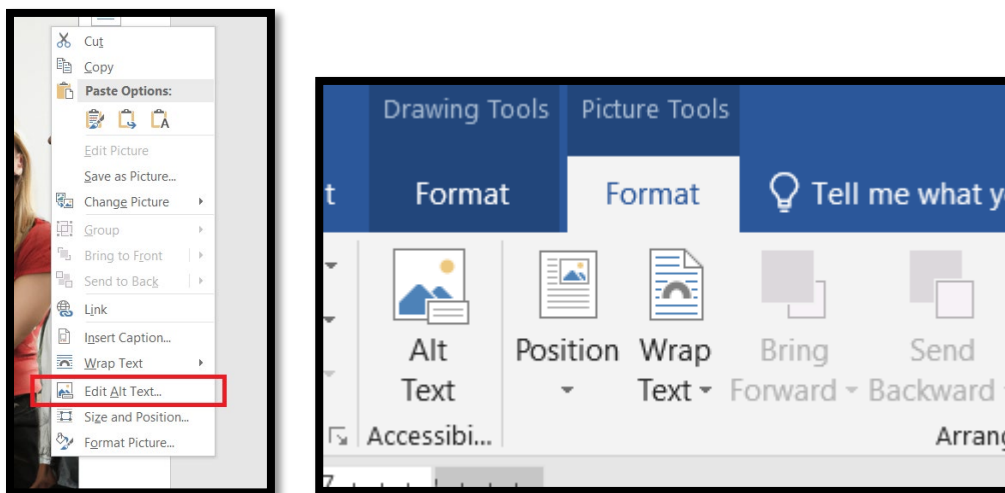 Cut
Copy
Paste Options:
Edit Picture
Save as Picture...
Change Picture
Group
Bring to Front
Send to Back
Link
Insert Caption...
Wrap Text
Edit Alt Text...
Size and Position...
Format Picture...
Drawing Tools Picture Tools
t Format Format Tell me what y
Alt Position Wrap Bring Send
Text Text Forward Backward
Accessibi... Arrang
7